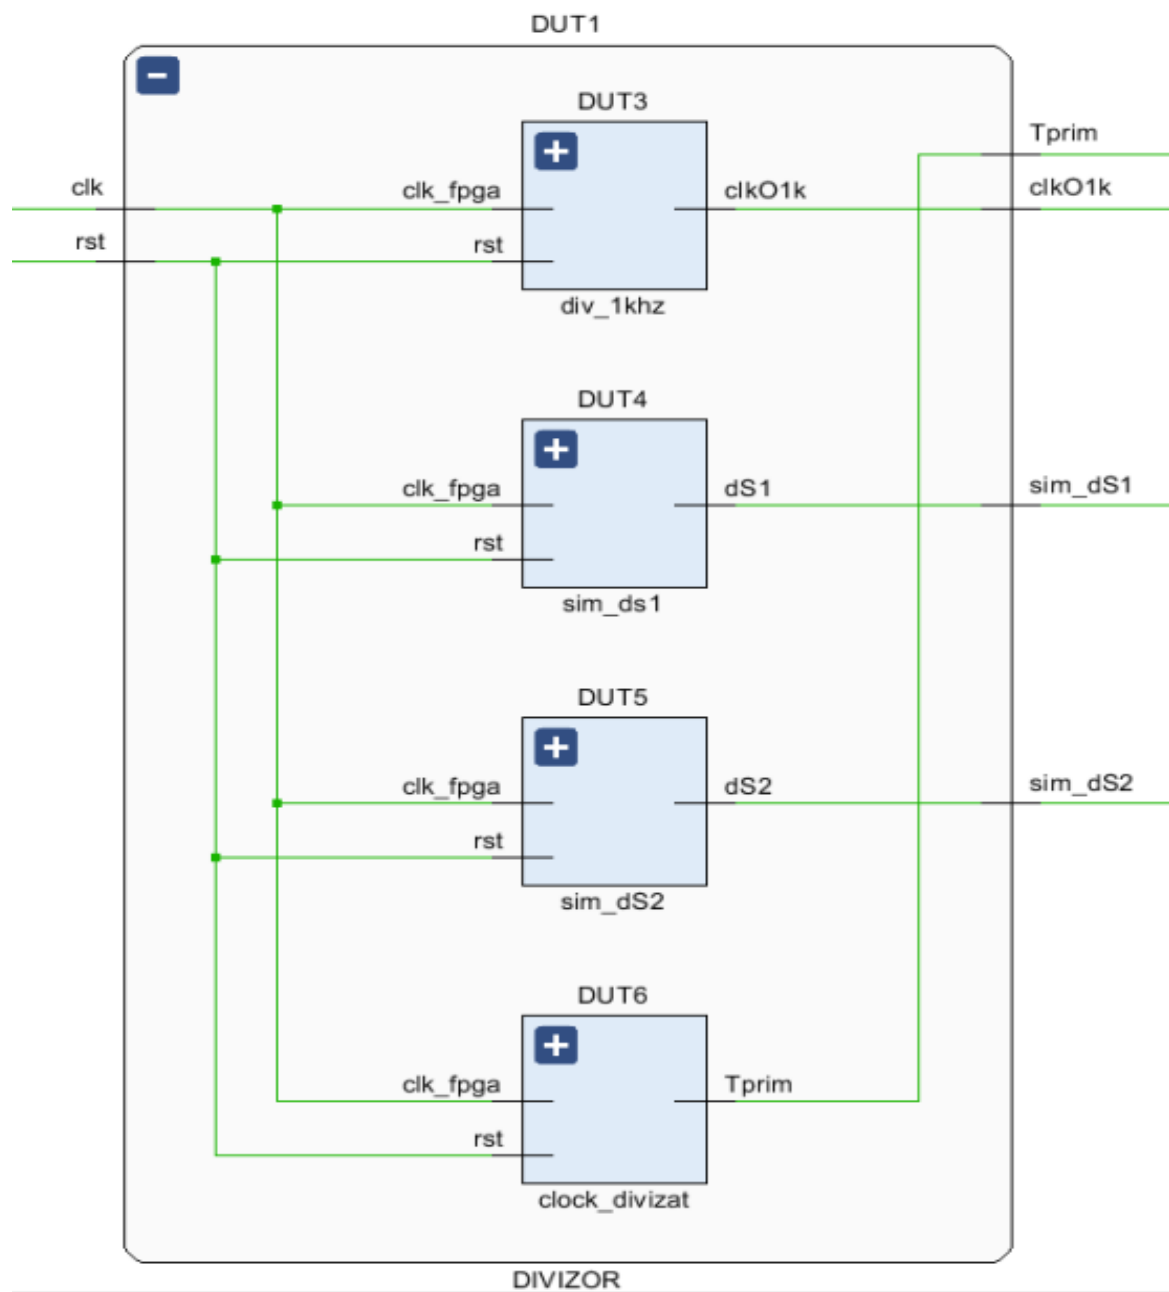 DUT1
DUT3
Tprim
clk
clk_fpga
clkO1k
clkO1k
rst
rst
div_1khz
DUT4
clk_fpga
dS1
sim_dS1
rst
sim_ds1
DUT5
clk_fpga
dS2
sim_dS2
rst
sim_dS2
DUT6
clk_fpga
Tprim
rst
clock_divizat
DIVIZOR